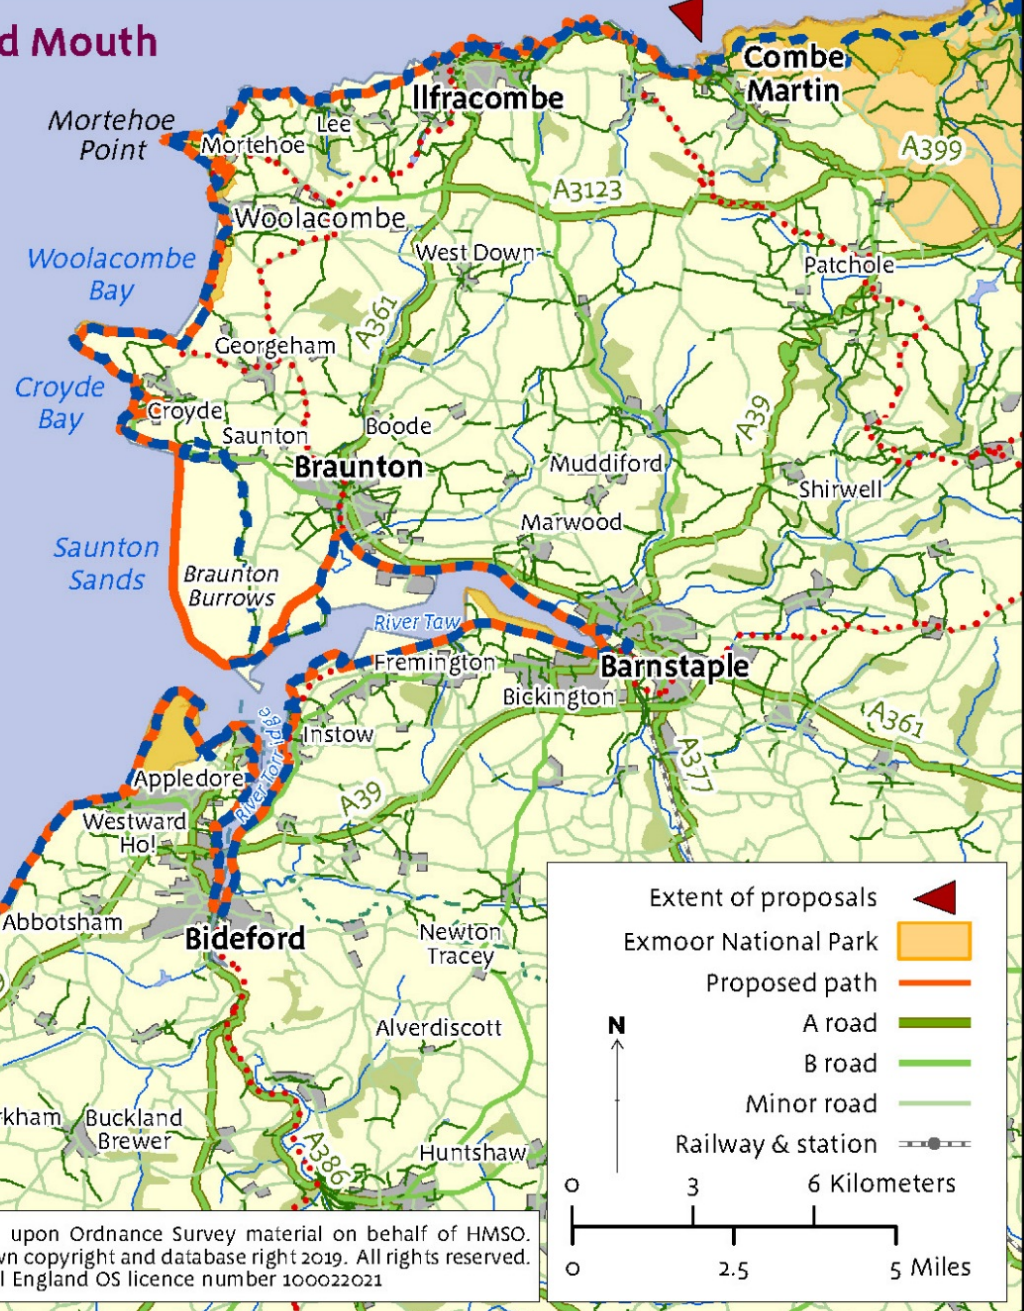 d Mouth
Combe
Martin
Ilfracombe
Mortehoe
Point
Lee
Mortehoe
A399
A3123
Woolacombe
West Down
Woolacombe
Bay
Patchole
A361
Georgeham
Croyde
Bay
Croyde
Saunton
Boode
A39
Braunton
Muddiford
Shirwell
Marwood
Saunton
Sands
Braunton
Burrows
River Taw
Fremington
Barnstaple
Bickington
Instow
A361
A377
Appledore
River Torridge
A39
Westward
Ho!
Abbotsham
Bideford
Newton
Tracey
Alverdiscott
rkham
Buckland
Brewer
A386
Huntshaw
Extent of proposals
Exmoor National Park
Proposed path
A road
B road
Minor road
Railway & station
N
0 3 6 Kilometers
0 2.5 5 Miles
upon Ordnance Survey material on behalf of HMSO.
vn copyright and database right 2019. All rights reserved.
l England OS licence number 100022021